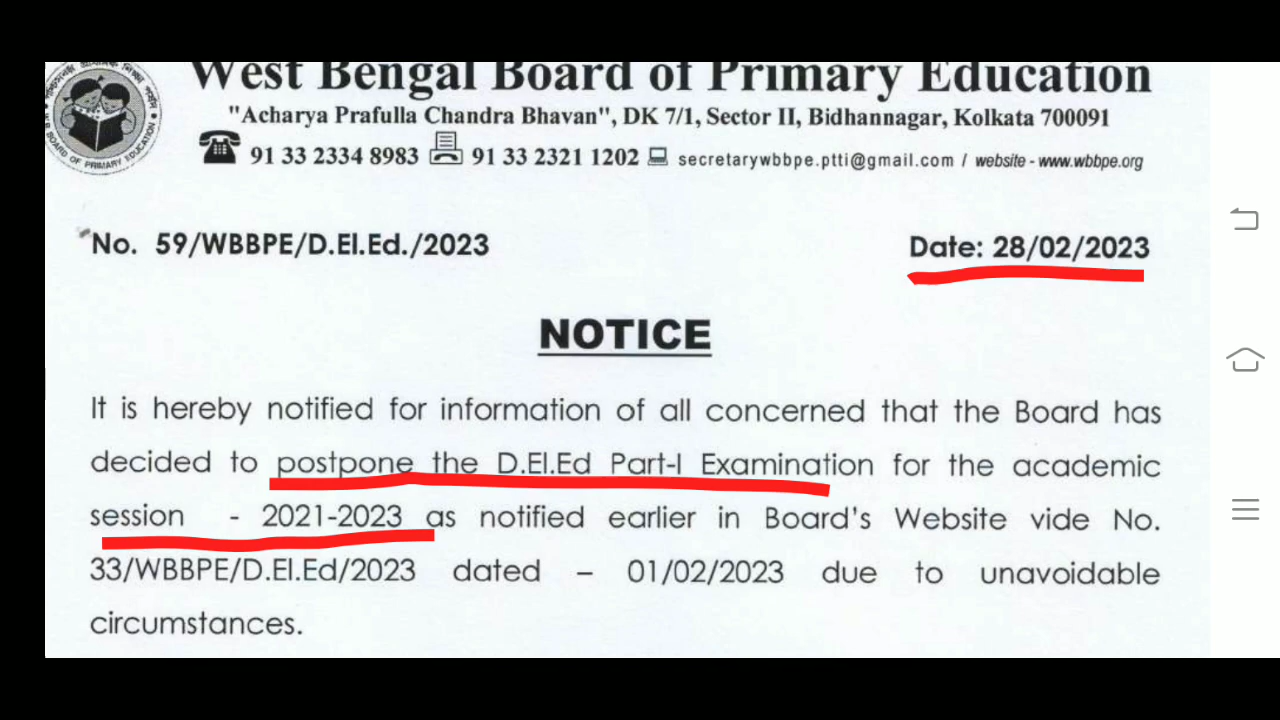 West Bengal Board of Primary Education
"Acharya Prafulla Chandra Bhavan", DK 7/1, Sector II, Bidhannagar, Kolkata 700091
91 33 2334 8983 91 33 2321 1202 secretarywbbpe.ptti@gmail.com / website - www.wbbpe.org
BOARD OF PRIMARY EDUCATION
No. 59/WBBPE/D.El.Ed./2023 Date: 28/02/2023
NOTICE
It is hereby notified for information of all concerned that the Board has
decided to postpone the D.El.Ed Part-I Examination for the academic
session - 2021-2023 as notified earlier in Board's Website vide No.
33/WBBPE/D.El.Ed/2023 dated – 01/02/2023 due to unavoidable
circumstances.